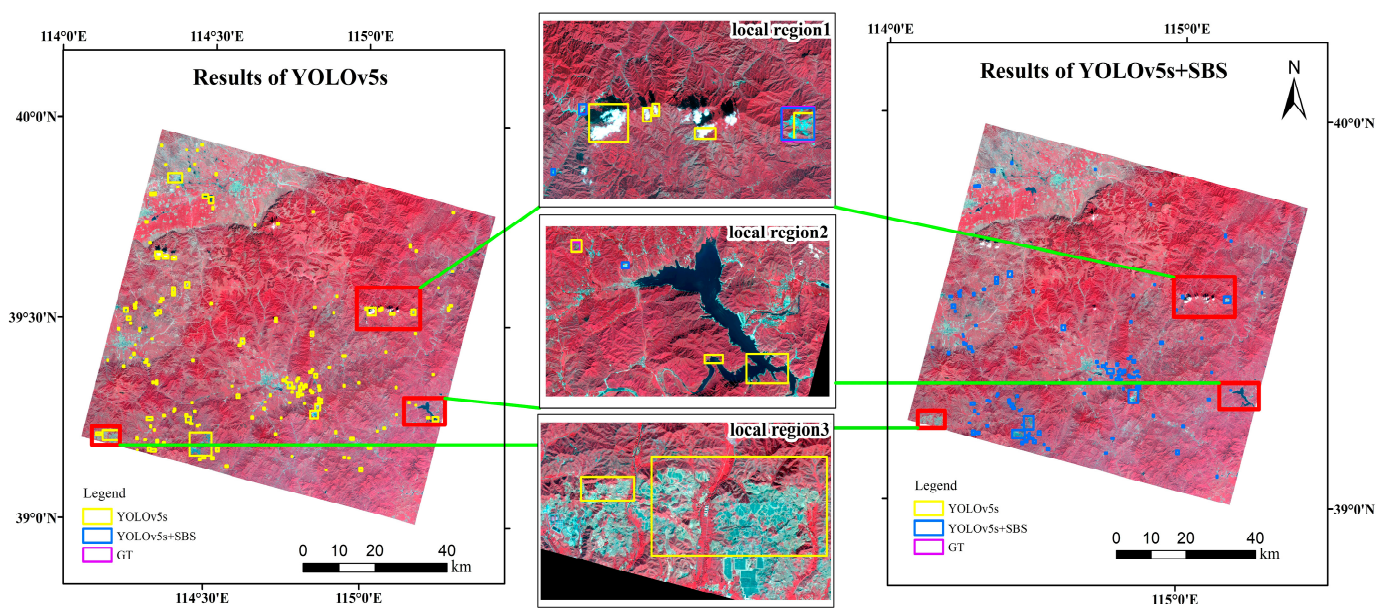 114°0'E
114°30'E
115°0'E
Results of YOLOv5s
40°0'N
39°30'N
39°0'N
Legend
YOLOv5s
YOLOv5s+SBS
GT
0 10 20 40
km
114°30'E
115°0'E
local region1
local region2
local region3
114°0'E
115°0'E
Results of YOLOv5s+SBS
N
40°0'N
39°0'N
Legend
YOLOv5s
YOLOv5s+SBS
GT
0 10 20 40
km
115°0'E